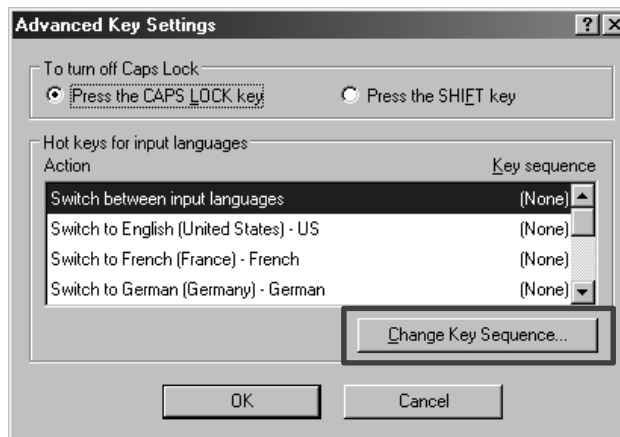 Advanced Key Settings
To turn off Caps Lock
Press the CAPS LOCK key Press the SHIFT key
Hot keys for input languages
Action Key sequence
Switch between input languages (None)
Switch to English (United States) - US (None)
Switch to French (France) - French (None)
Switch to German (Germany) - German (None)
Change Key Sequence...
OK Cancel